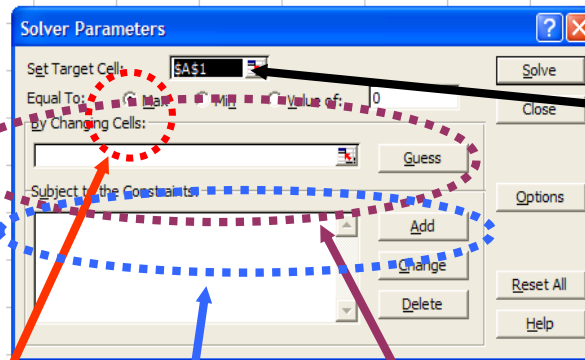 Solver Parameters
Set Target Cell: $A$1 Solve
Equal To: Max Min Value of: 0 Close
By Changing Cells:
Guess
Subject to the Constraints: Options
Add
Change
Reset All
Delete
Help